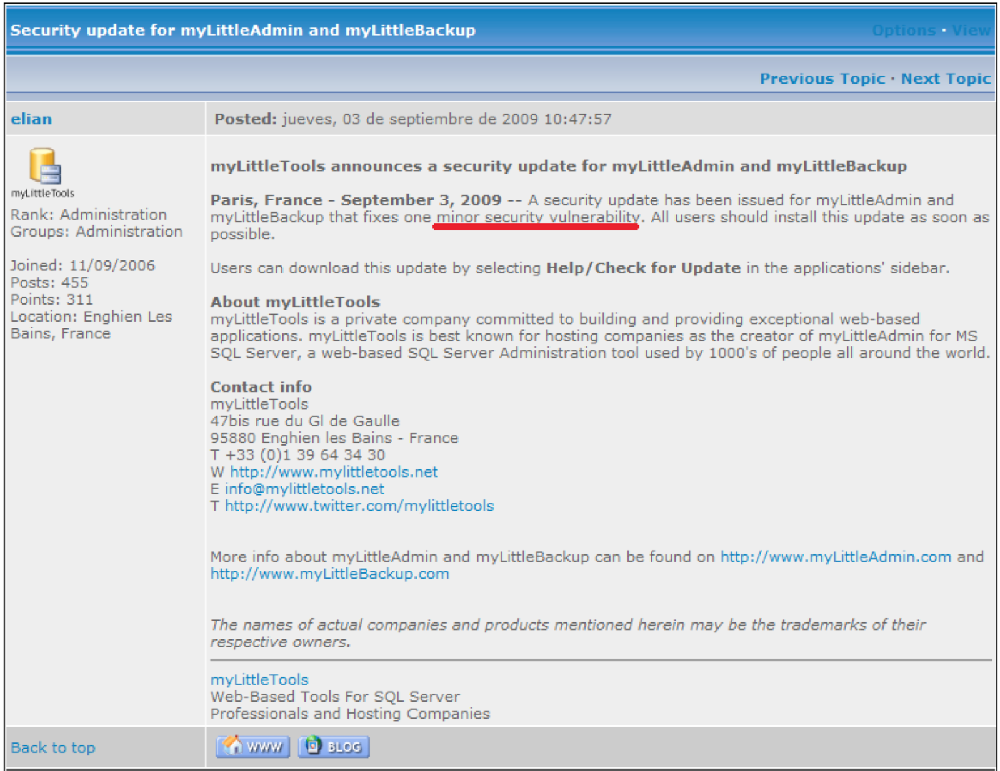 Security update for myLittleAdmin and myLittleBackup
Options · View
Previous Topic · Next Topic
elian
Posted: jueves, 03 de septiembre de 2009 10:47:57
myLittleTools
Rank: Administration
Groups: Administration
Joined: 11/09/2006
Posts: 455
Points: 311
Location: Enghien Les
Bains, France
myLittleTools announces a security update for myLittleAdmin and myLittleBackup
Paris, France - September 3, 2009 -- A security update has been issued for myLittleAdmin and
myLittleBackup that fixes one minor security vulnerability. All users should install this update as soon as
possible.
Users can download this update by selecting Help/Check for Update in the applications' sidebar.
About myLittleTools
myLittleTools is a private company committed to building and providing exceptional web-based
applications. myLittleTools is best known for hosting companies as the creator of myLittleAdmin for MS
SQL Server, a web-based SQL Server Administration tool used by 1000's of people all around the world.
Contact info
myLittleTools
47bis rue du Gl de Gaulle
95880 Enghien les Bains - France
T +33 (0)1 39 64 34 30
W http://www.mylittletools.net
E info@mylittletools.net
T http://www.twitter.com/mylittletools
More info about myLittleAdmin and myLittleBackup can be found on http://www.myLittleAdmin.com and
http://www.myLittleBackup.com
The names of actual companies and products mentioned herein may be the trademarks of their
respective owners.
myLittleTools
Web-Based Tools For SQL Server
Professionals and Hosting Companies
Back to top
WWW
BLOG